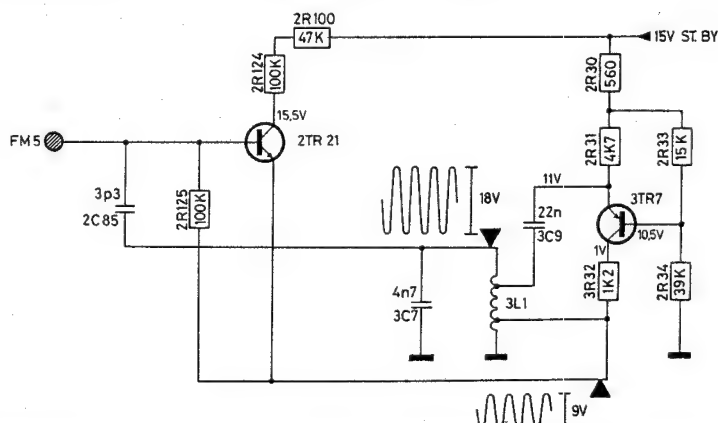 2R100
47K
15V ST. BY
2R124
100K
2R30
560
15,5V
FM5
2TR 21
2R31
4K7
2R33
15K
3p3
2C85
2R125
100K
18V
11V
22n
3C9
3TR7
10,5V
1V
4n7
3C7
3L1
3R32
1K2
2R34
39K
9V